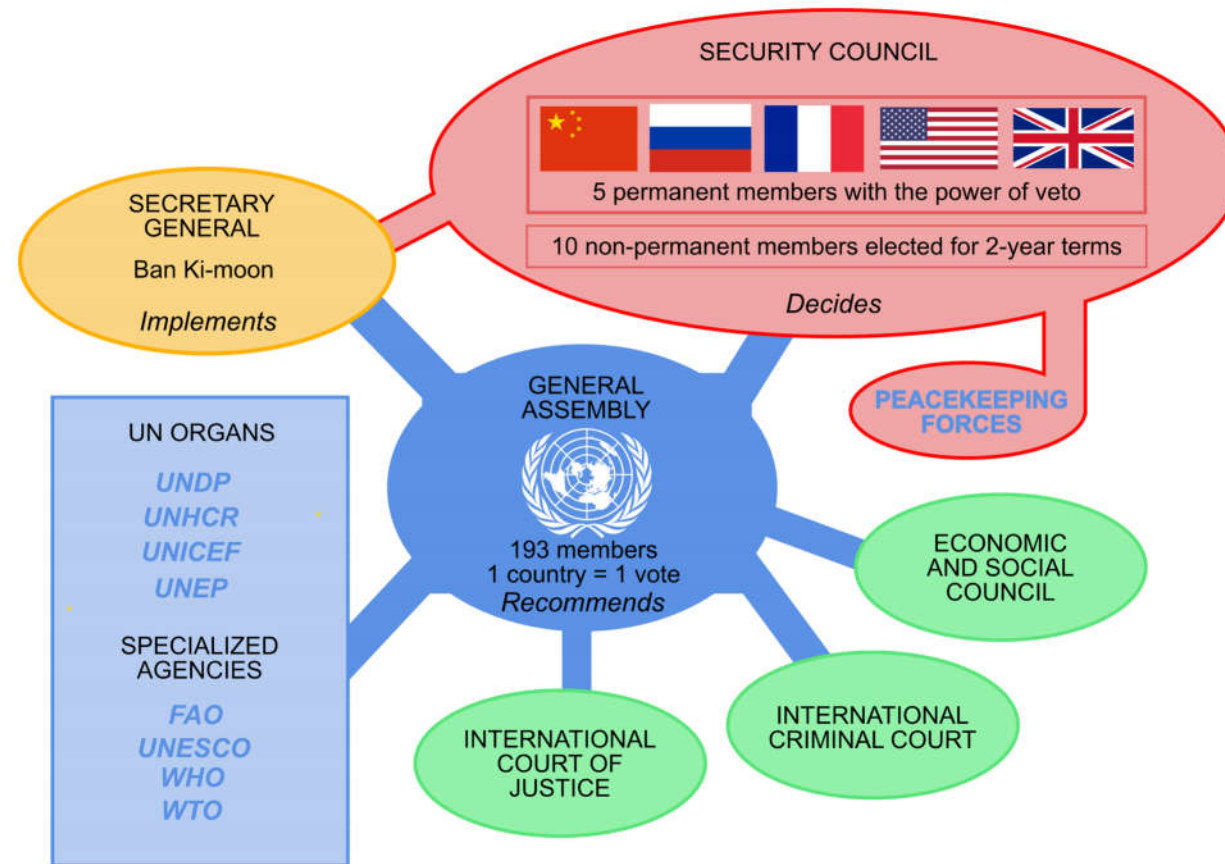 SECURITY COUNCIL
5 permanent members with the power of veto
10 non-permanent members elected for 2-year terms
Decides
SECRETARY
GENERAL
Ban Ki-moon
Implements
GENERAL
ASSEMBLY
193 members
1 country = 1 vote
Recommends
PEACEKEEPING
FORCES
UN ORGANS
UNDP
UNHCR
UNICEF
UNEP
SPECIALIZED
AGENCIES
FAO
UNESCO
WHO
WTO
ECONOMIC
AND SOCIAL
COUNCIL
INTERNATIONAL
CRIMINAL COURT
INTERNATIONAL
COURT OF
JUSTICE